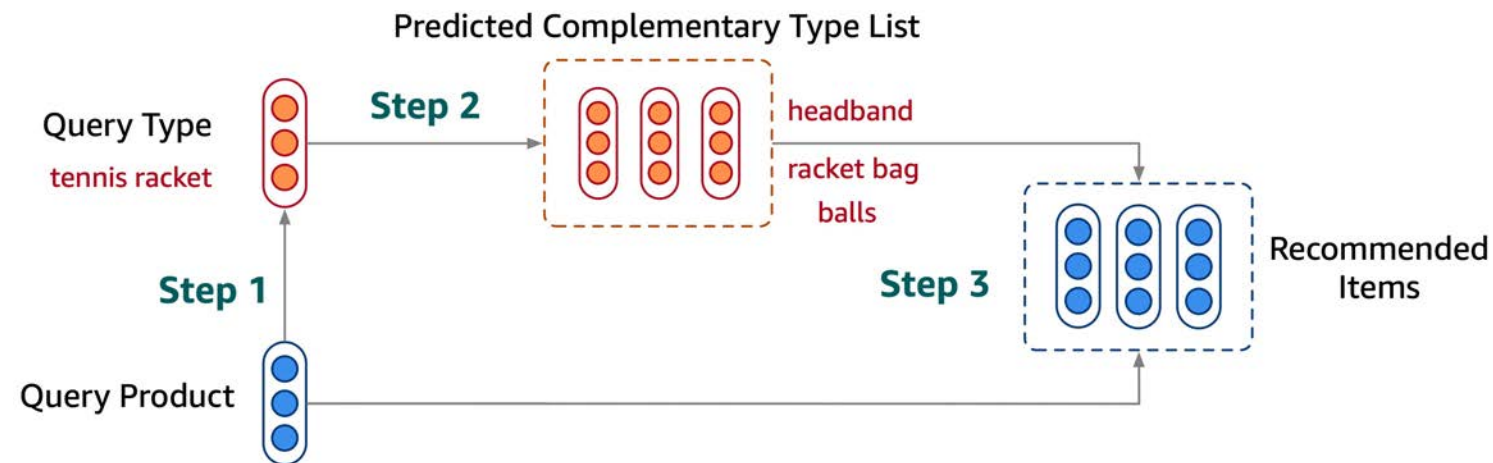 Predicted Complementary Type List
Step 2
Query Type
tennis racket
headband
racket bag
balls
Step 1
Step 3
Recommended
Items
Query Product